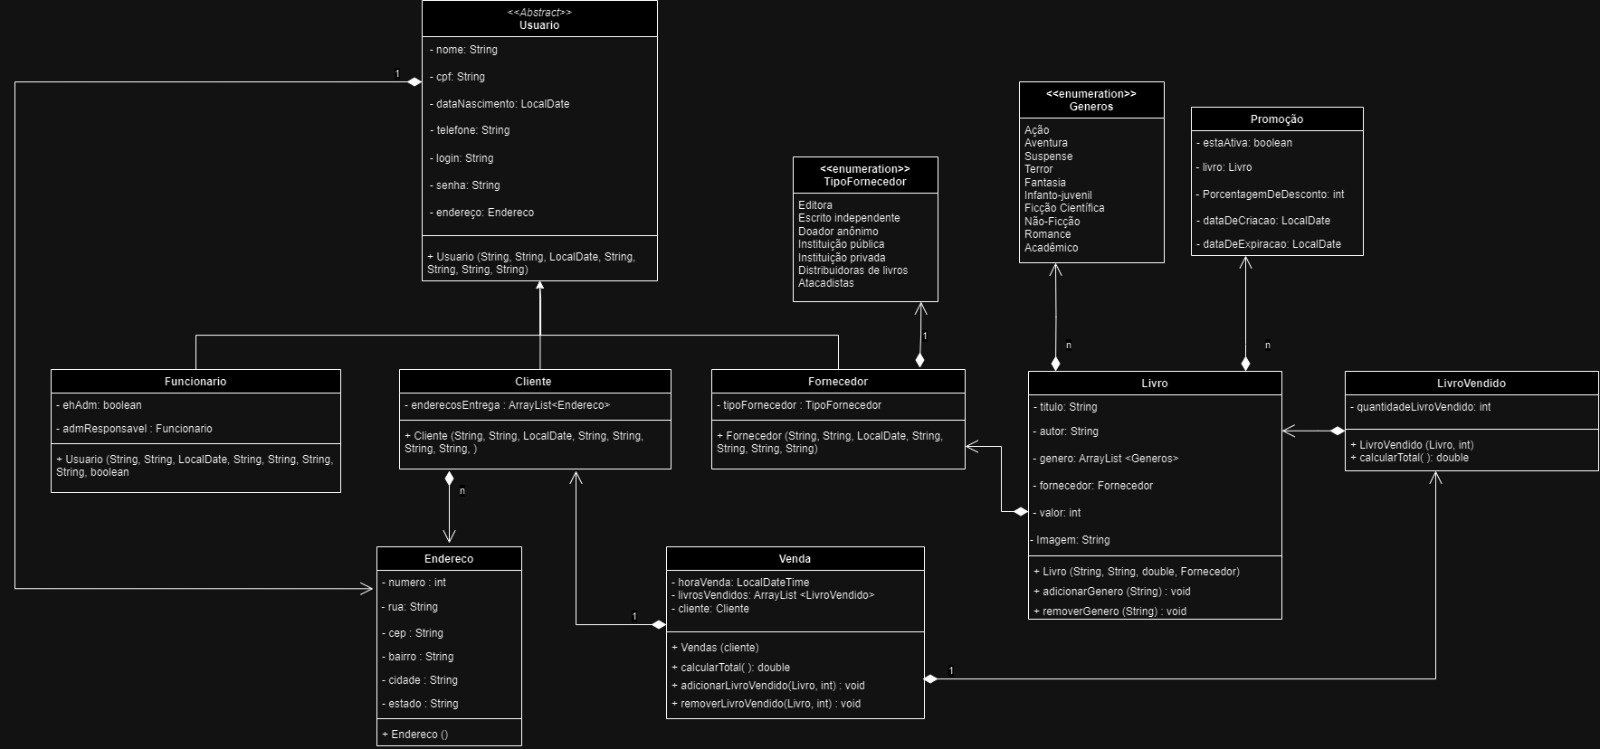 <<Abstract>>
Usuario
- nome: String
- cpf: String
- dataNascimento: LocalDate
- telefone: String
- login: String
- senha: String
- endereço: Endereco
+ Usuario (String, String, LocalDate, String,
String, String, String)
1
<<enumeration>>
TipoFornecedor
Editora
Escrito independente
Doador anônimo
Instituição pública
Instituição privada
Distribuidoras de livros
Atacadistas
1
<<enumeration>>
Generos
Ação
Aventura
Suspense
Terror
Fantasia
Infanto-juvenil
Ficção Científica
Não-Ficção
Romance
Acadêmico
n
Promoção
- estaAtiva: boolean
- livro: Livro
- PorcentagemDeDesconto: int
- dataDeCriacao: LocalDate
- dataDeExpiracao: LocalDate
n
Funcionario
- ehAdm: boolean
- admResponsavel : Funcionario
+ Usuario (String, String, LocalDate, String, String, String,
String, boolean
Cliente
- enderecosEntrega : ArrayList<Endereco>
+ Cliente (String, String, LocalDate, String, String,
String, String, )
n
Fornecedor
- tipoFornecedor : TipoFornecedor
+ Fornecedor (String, String, LocalDate, String,
String, String, String)
Livro
- titulo: String
- autor: String
- genero: ArrayList <Generos>
- fornecedor: Fornecedor
- valor: int
- Imagem: String
+ Livro (String, String, double, Fornecedor)
+ adicionarGenero (String) : void
+ removerGenero (String) : void
LivroVendido
- quantidadeLivroVendido: int
+ LivroVendido (Livro, int)
+ calcularTotal( ): double
Endereco
- numero : int
- rua: String
- cep : String
- bairro : String
- cidade : String
- estado : String
+ Endereco ()
1
Venda
- horaVenda: LocalDateTime
- livrosVendidos: ArrayList <LivroVendido>
- cliente: Cliente
+ Vendas (cliente)
+ calcularTotal( ): double
+ adicionarLivroVendido(Livro, int) : void
+ removerLivroVendido(Livro, int) : void
1